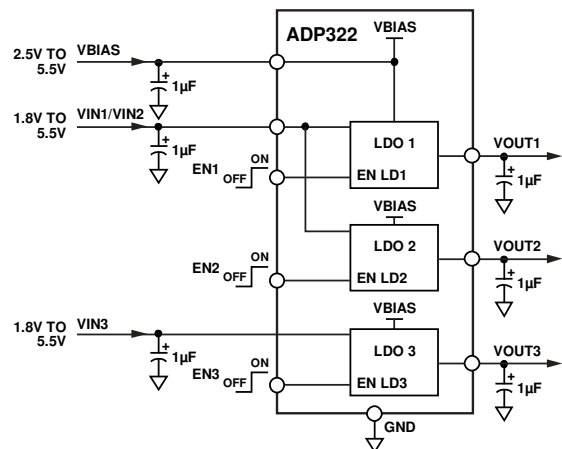 ADP322
VBIAS
2.5V TO
5.5V
VBIAS
+
1µF
1.8V TO
5.5V
VIN1/VIN2
+
1µF
LDO 1
EN LD1
EN1
OFF
ON
VOUT1
+
1µF
VBIAS
LDO 2
EN LD2
EN2
OFF
ON
VOUT2
+
1µF
VBIAS
1.8V TO
5.5V
VIN3
+
1µF
LDO 3
EN LD3
EN3
OFF
ON
VOUT3
+
1µF
GND